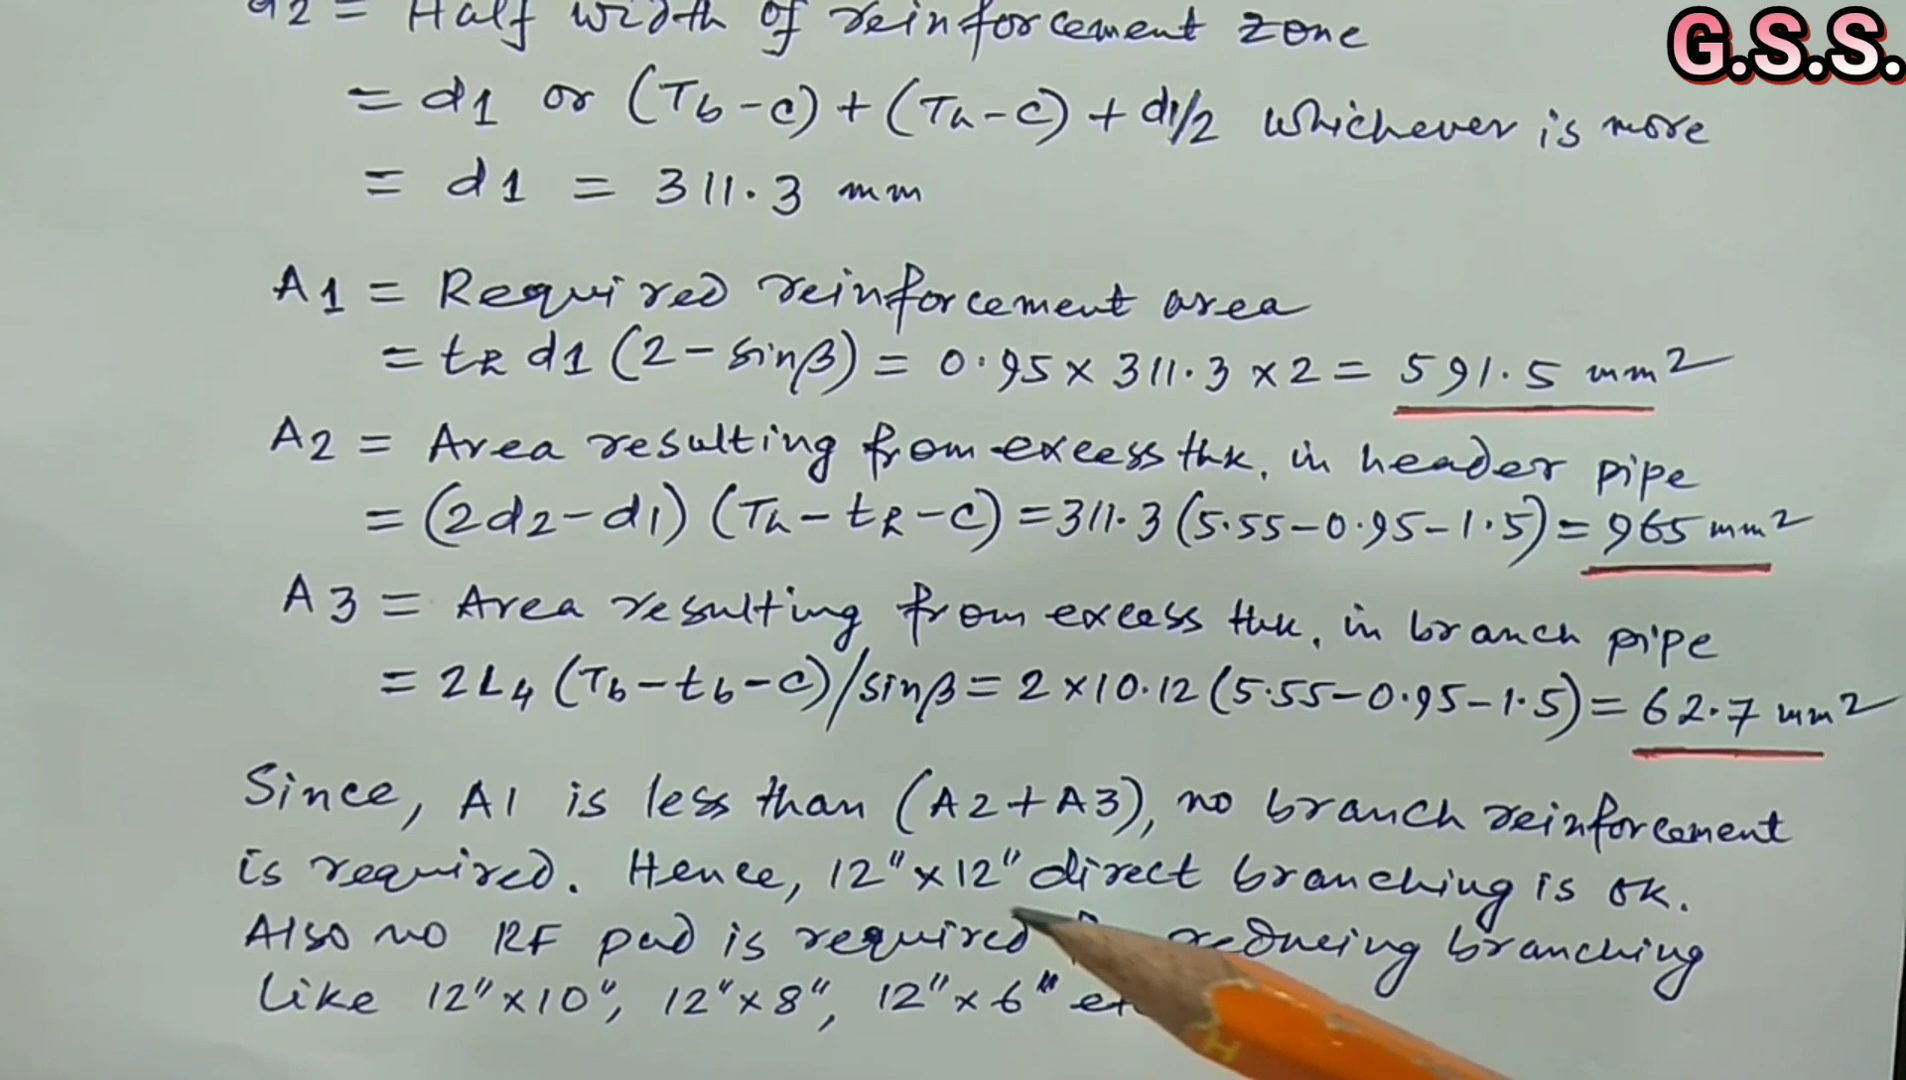 d2 = Half width of reinforcement zone
G.S.S.
= d1 or (Tb-c) + (Th-c) + d1/2 whichever is more
= d1 = 311.3 mm
A1 = Required reinforcement area
= tR d1 (2 - sinβ) = 0.95 x 311.3 x 2 = 591.5 mm2
A2 = Area resulting from excess thk. in header pipe
= (2d2-d1) (Th - tR - c) = 311.3 (5.55-0.95-1.5) = 965 mm2
A3 = Area resulting from excess thk. in branch pipe
= 2L4 (Tb-tb-c)/sinβ = 2 x 10.12 (5.55-0.95-1.5) = 62.7 mm2
Since, A1 is less than (A2+A3), no branch reinforcement
is required. Hence, 12"x12" direct branching is ok.
Also no RF pad is required reducing branching
like 12"x10", 12"x8", 12"x6"